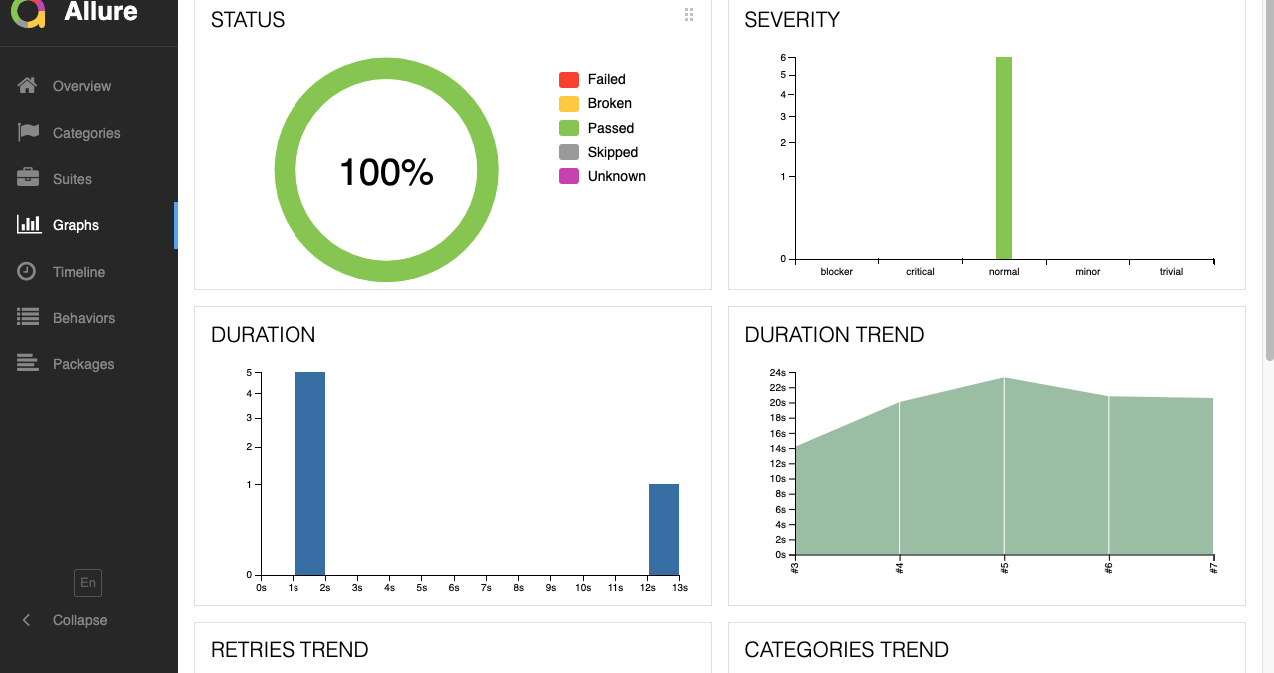 Allure
Overview
Categories
Suites
Graphs
Timeline
Behaviors
Packages
En
Collapse
STATUS
100%
Failed
Broken
Passed
Skipped
Unknown
SEVERITY
6
5
4
3
2
1
0
blocker critical normal minor trivial
DURATION
5
4
3
2
1
0
0s 1s 2s 3s 4s 5s 6s 7s 8s 9s 10s 11s 12s 13s
DURATION TREND
24s
22s
20s
18s
16s
14s
12s
10s
8s
6s
4s
2s
0s
#3 #4 #5 #6 #7
RETRIES TREND
CATEGORIES TREND